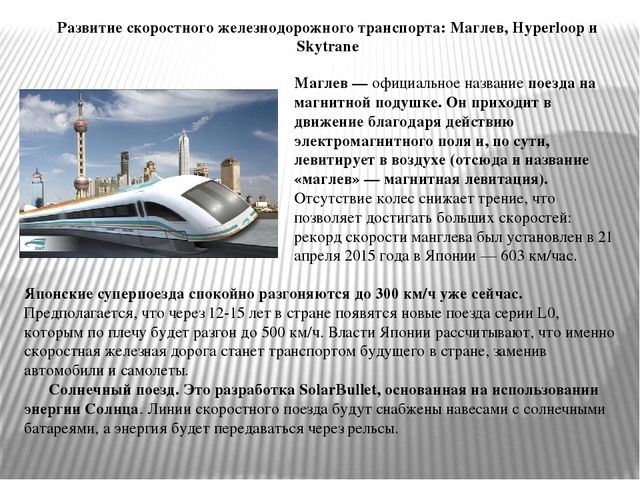 Развитие скоростного железнодорожного транспорта: Маглев, Hyperloop и
Skytrane
Маглев — официальное название поезда на
магнитной подушке. Он приходит в
движение благодаря действию
электромагнитного поля и, по сути,
левитирует в воздухе (отсюда и название
«маглев» — магнитная левитация).
Отсутствие колес снижает трение, что
позволяет достигать больших скоростей:
рекорд скорости манглева был установлен в 21
апреля 2015 года в Японии — 603 км/час.
Японские суперпоезда спокойно разгоняются до 300 км/ч уже сейчас.
Предполагается, что через 12-15 лет в стране появятся новые поезда серии L0,
которым по плечу будет разгон до 500 км/ч. Власти Японии рассчитывают, что именно
скоростная железная дорога станет транспортом будущего в стране, заменив
автомобили и самолеты.
Солнечный поезд. Это разработка SolarBullet, основанная на использовании
энергии Солнца. Линии скоростного поезда будут снабжены навесами с солнечными
батареями, а энергия будет передаваться через рельсы.